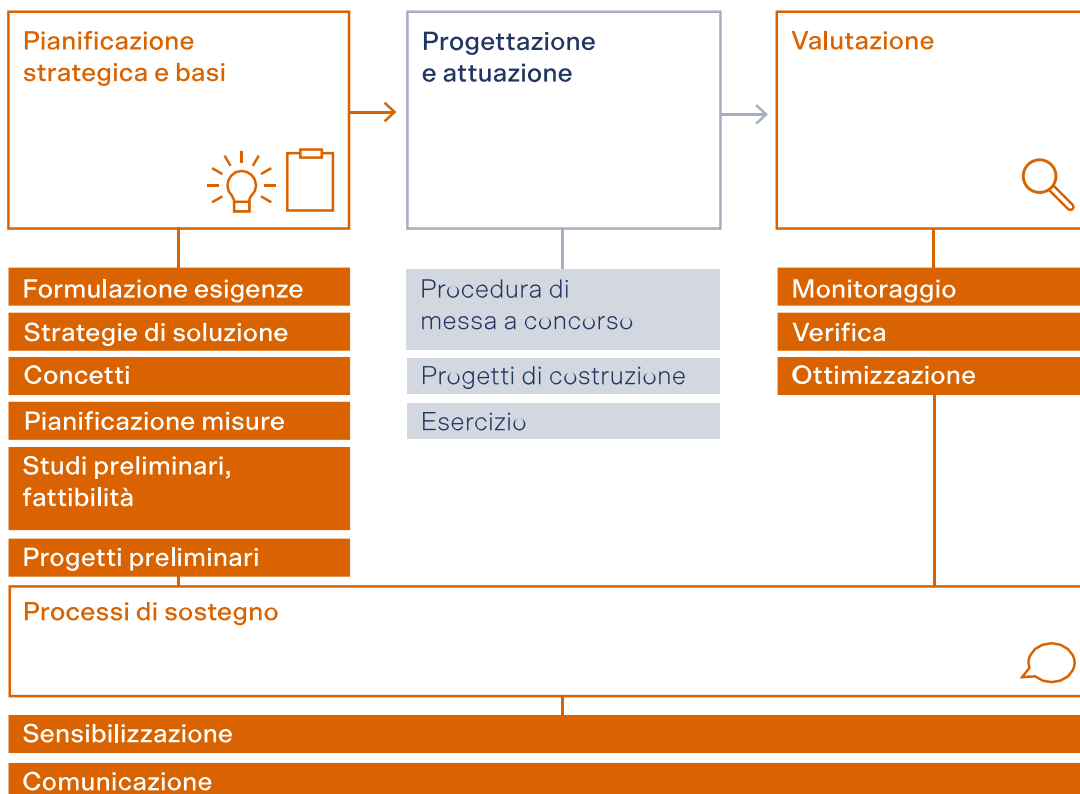 Pianificazione
strategica e basi
Formulazione esigenze
Strategie di soluzione
Concetti
Pianificazione misure
Studi preliminari,
fattibilità
Progetti preliminari
Progettazione
e attuazione
Procedura di
messa a concorso
Progetti di costruzione
Esercizio
Valutazione
Monitoraggio
Verifica
Ottimizzazione
Processi di sostegno
Sensibilizzazione
Comunicazione